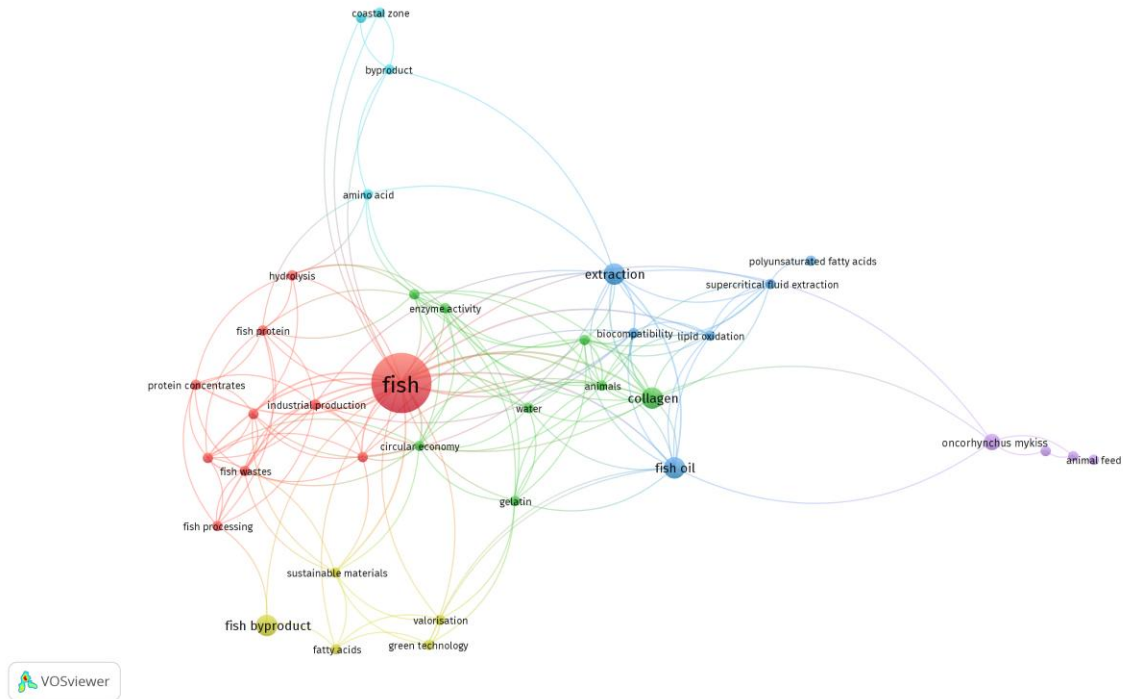 coastal zone
byproduct
amino acid
hydrolysis
extraction
polyunsaturated fatty acids
supercritical fluid extraction
enzyme activity
fish protein
biocompatibility
lipid oxidation
protein concentrates
fish
animals
collagen
industrial production
water
circular economy
oncorhynchus mykiss
animal feed
fish wastes
fish oil
gelatin
fish processing
sustainable materials
fish byproduct
valorisation
green technology
fatty acids
VOSviewer